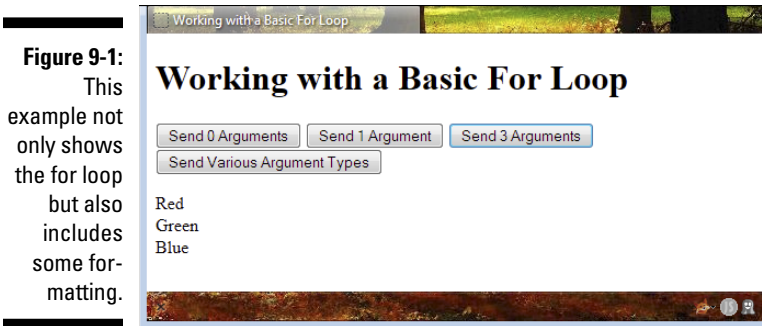 Figure 9-1:
This
example not
only shows
the for loop
but also
includes
some for-
matting.
Working with a Basic For Loop
Working with a Basic For Loop
Send 0 Arguments
Send 1 Argument
Send 3 Arguments
Send Various Argument Types
Red
Green
Blue